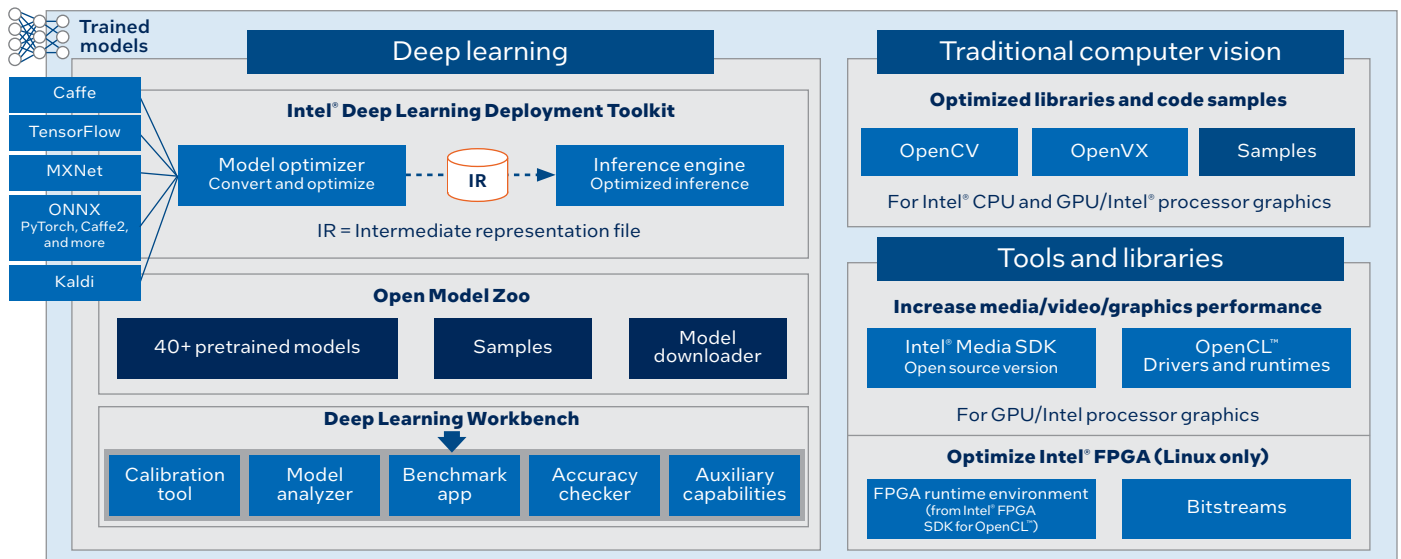 Trained
models
Deep learning
Caffe
TensorFlow
MXNet
ONNX
PyTorch, Caffe2,
and more
Kaldi
Intel® Deep Learning Deployment Toolkit
Model optimizer
Convert and optimize
IR
Inference engine
Optimized inference
IR = Intermediate representation file
Open Model Zoo
40+ pretrained models
Samples
Model
downloader
Deep Learning Workbench
Calibration
tool
Model
analyzer
Benchmark
app
Accuracy
checker
Auxiliary
capabilities
Traditional computer vision
Optimized libraries and code samples
OpenCV
OpenVX
Samples
For Intel® CPU and GPU/Intel® processor graphics
Tools and libraries
Increase media/video/graphics performance
Intel® Media SDK
Open source version
OpenCL™
Drivers and runtimes
For GPU/Intel processor graphics
Optimize Intel® FPGA (Linux only)
FPGA runtime environment
(from Intel® FPGA
SDK for OpenCL™)
Bitstreams